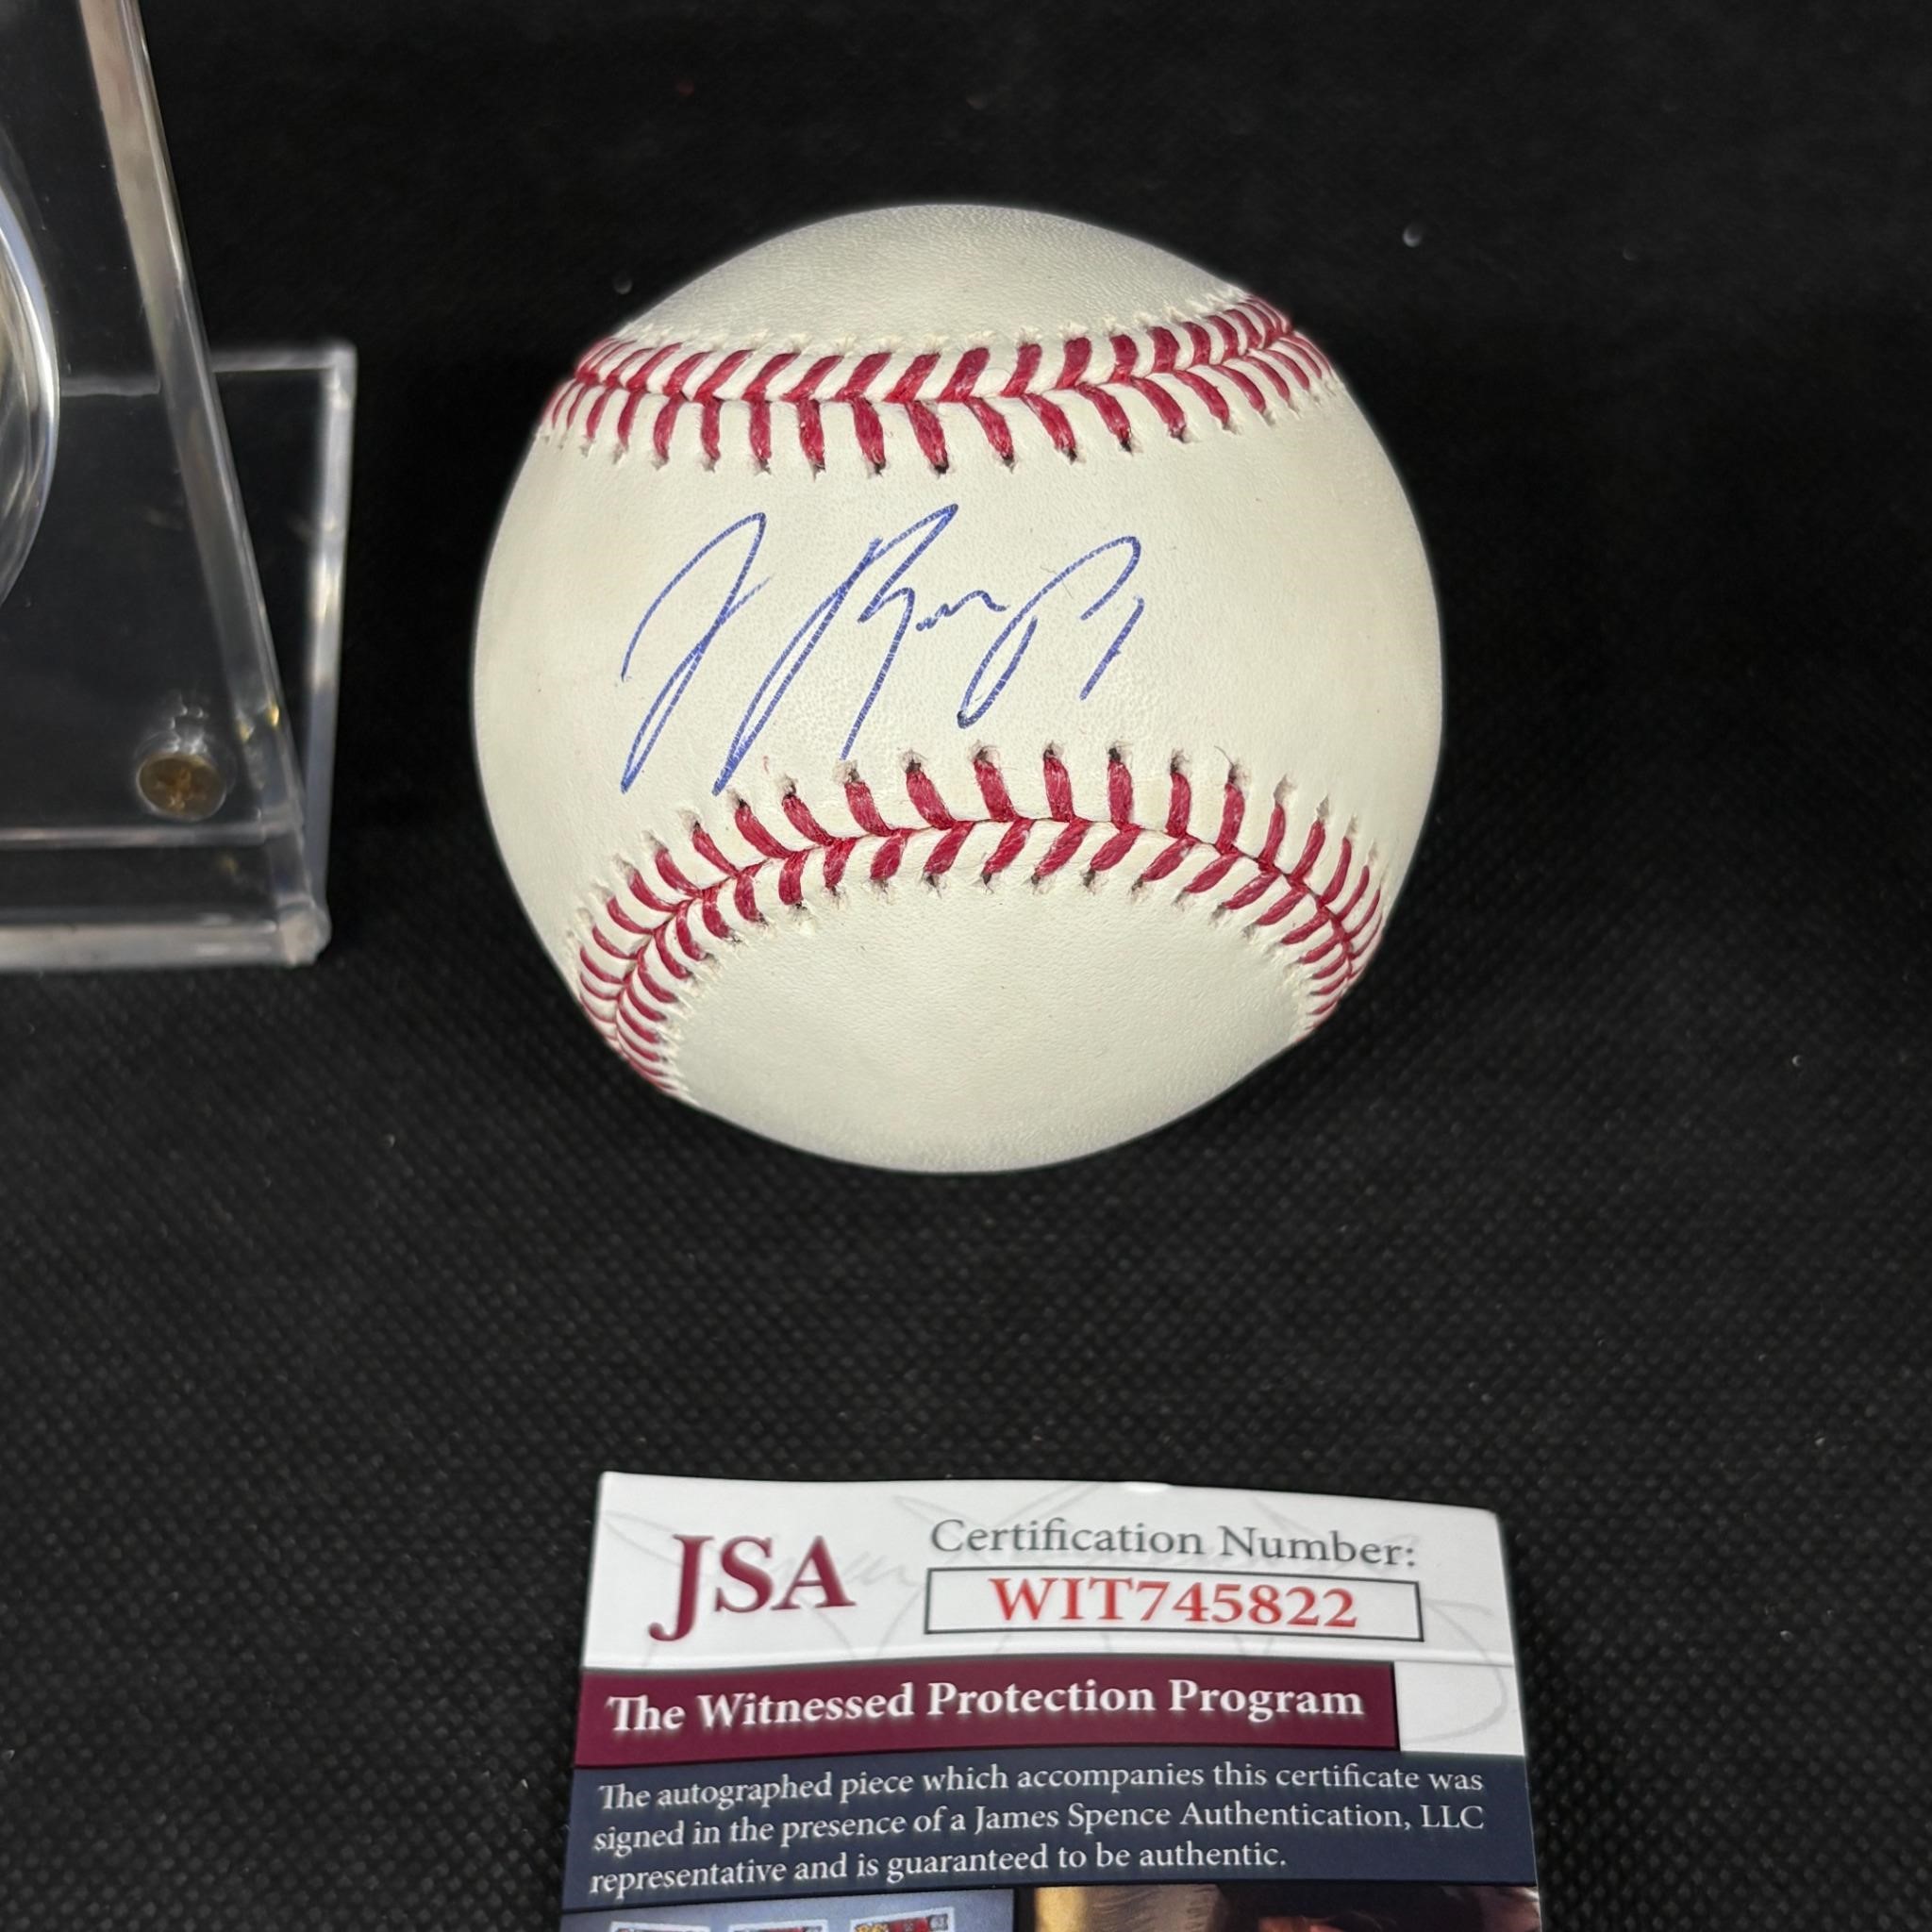 JSA
Certification Number:
WIT745822
The Witnessed Protection Program
The autographed piece which accompanies this certificate was
signed in the presence of a James Spence Authentication, LLC
representative and is guaranteed to be authentic.